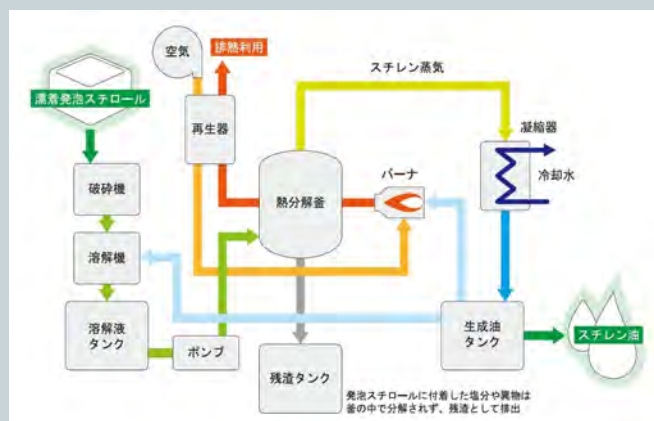 空気
排熱利用
スチレン蒸気
漂着発泡スチロール
再生器
凝縮器
冷却水
破砕機
熱分解釜
バーナ
溶解機
溶解液
タンク
ポンプ
残渣タンク
生成油
タンク
スチレン油
発泡スチロールに付着した塩分や異物は
釜の中で分解されず、残渣として排出